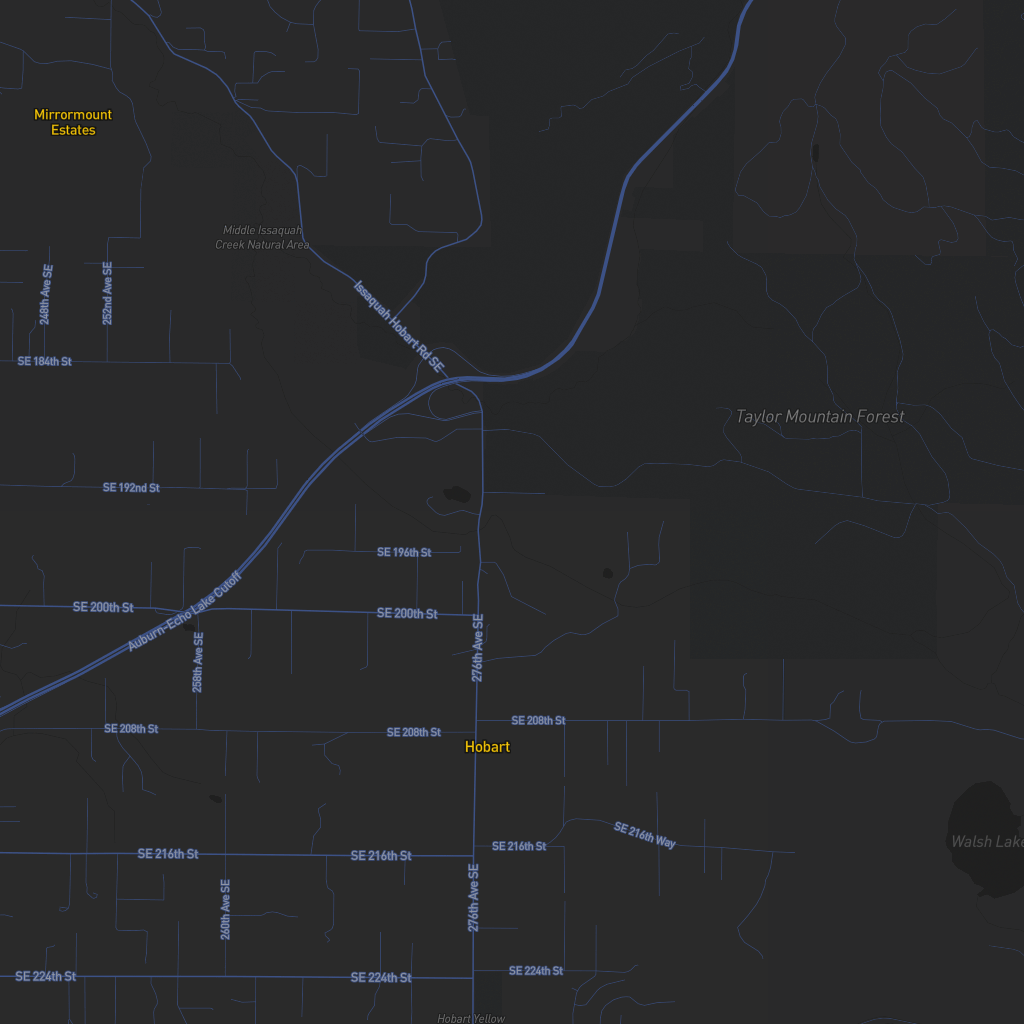 Mirrormount
Estates
Middle Issaquah
Creek Natural Area
248th Ave SE
252nd Ave SE
Issaquah Hobart Rd SE
SE 184th St
Taylor Mountain Forest
SE 192nd St
SE 196th St
SE 200th St
SE 200th St
Auburn-Echo Lake Cutoff
258th Ave SE
276th Ave SE
SE 208th St
SE 208th St
SE 208th St
Hobart
SE 216th Way
Walsh Lake
SE 216th St
SE 216th St
SE 216th St
260th Ave SE
276th Ave SE
SE 224th St
SE 224th St
SE 224th St
Hobart Yellow